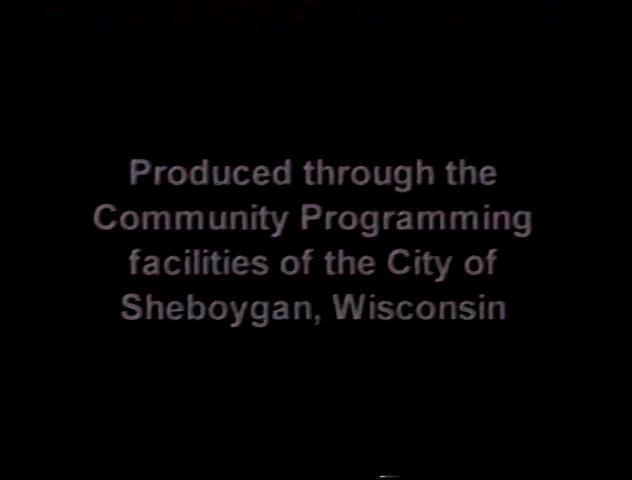 Produced through the
Community Programming
facilities of the City of
Sheboygan, Wisconsin